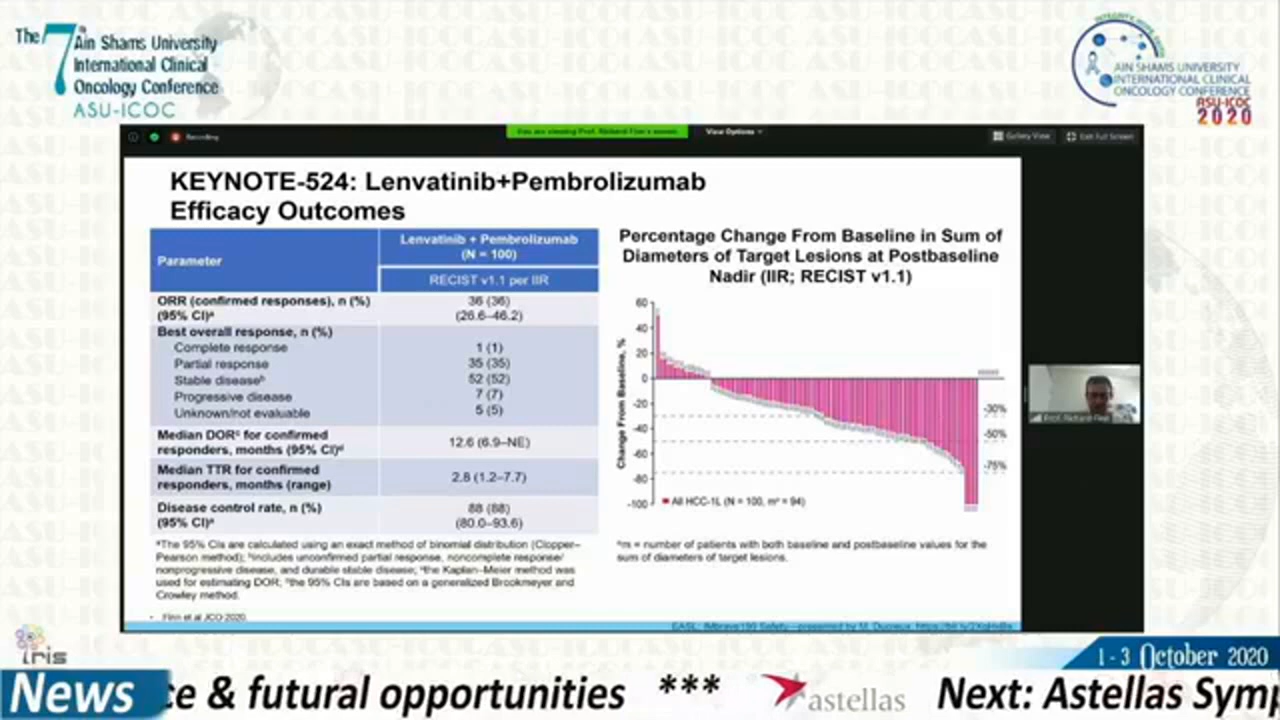 The 7
Ain Shams University
International Clinical
Oncology Conference
ASU-ICOC
AIN SHAMS UNIVERSITY
INTERNATIONAL CLINICAL
ONCOLOGY CONFERENCE
ASU-ICOC
2020
Recording
You are viewing Prof. Richard Finn's screen
View Options
Gallery View
Exit Full Screen
KEYNOTE-524: Lenvatinib+Pembrolizumab
Efficacy Outcomes
Parameter
Lenvatinib + Pembrolizumab
(N = 100)
RECIST v1.1 per IIR
ORR (confirmed responses), n (%)
(95% CI)ᵃ
36 (36)
(26.6–46.2)
Best overall response, n (%)
Complete response 1 (1)
Partial response 35 (35)
Stable diseaseᵇ 52 (52)
Progressive disease 7 (7)
Unknown/not evaluable 5 (5)
Median DORᶜ for confirmed
responders, months (95% CI)ᵈ
12.6 (6.9–NE)
Median TTR for confirmed
responders, months (range)
2.8 (1.2–7.7)
Disease control rate, n (%)
(95% CI)ᵃ
88 (88)
(80.0–93.6)
ᵃThe 95% CIs are calculated using an exact method of binomial distribution (Clopper–
Pearson method); ᵇincludes unconfirmed partial response, noncomplete response/
nonprogressive disease, and durable stable disease; the Kaplan–Meier method was
used for estimating DOR; the 95% CIs are based on a generalized Brookmeyer and
Crowley method.
Finn et al JCO 2020.
Percentage Change From Baseline in Sum of
Diameters of Target Lesions at Postbaseline
Nadir (IIR; RECIST v1.1)
Change From Baseline, %
60
40
20
0
-20
-40
-60
-80
-100
-30%
-50%
-75%
All HCC-1L (N = 100, mᵃ = 94)
ᵃm = number of patients with both baseline and postbaseline values for the
sum of diameters of target lesions.
Prof. Richard Finn
iris
1 - 3 October 2020
News
ce & futural opportunities *** astellas Next: Astellas Symp